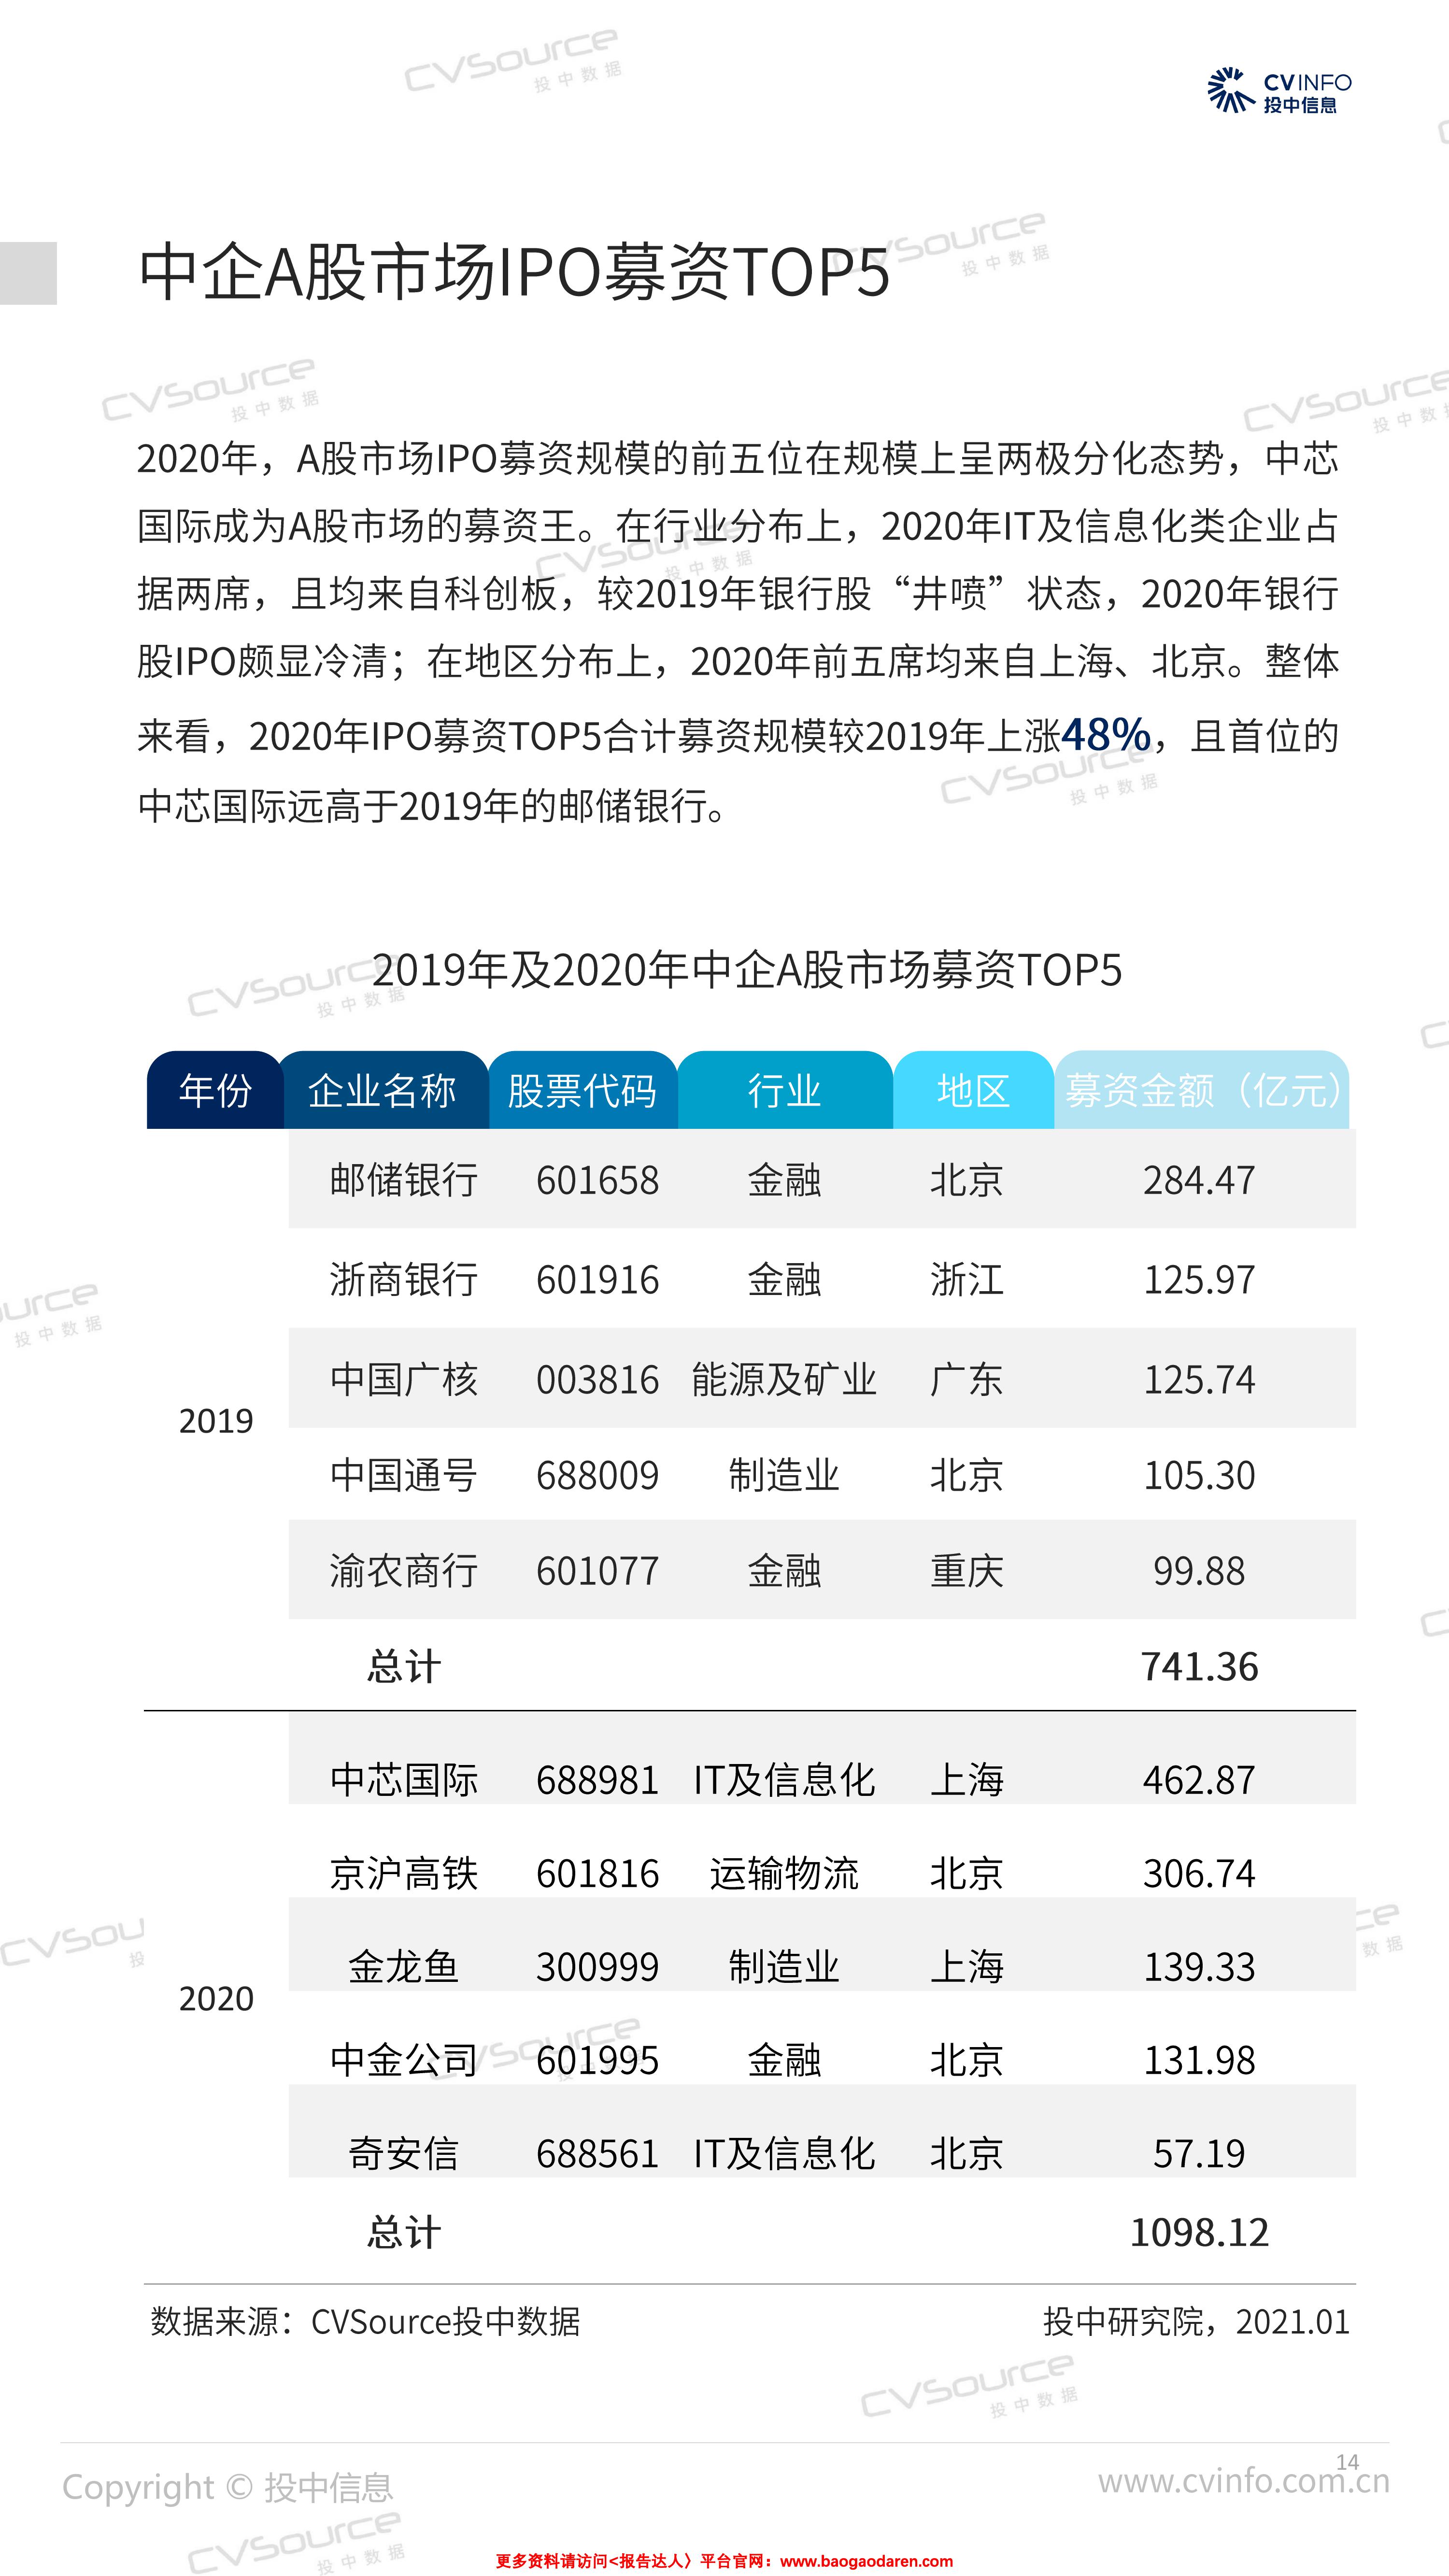 CVSource
投中数据
CVINFO
投中信息
中企A股市场IPO募资TOP5
2020年，A股市场IPO募资规模的前五位在规模上呈两极分化态势，中芯
国际成为A股市场的募资王。在行业分布上，2020年IT及信息化类企业占
据两席，且均来自科创板，较2019年银行股“井喷”状态，2020年银行
股IPO颇显冷清；在地区分布上，2020年前五席均来自上海、北京。整体
来看，2020年IPO募资TOP5合计募资规模较2019年上涨48%，且首位的
中芯国际远高于2019年的邮储银行。
2019年及2020年中企A股市场募资TOP5
年份 企业名称 股票代码 行业 地区 募资金额（亿元）
邮储银行 601658 金融 北京 284.47
浙商银行 601916 金融 浙江 125.97
中国广核 003816 能源及矿业 广东 125.74
2019
中国通号 688009 制造业 北京 105.30
渝农商行 601077 金融 重庆 99.88
总计 741.36
中芯国际 688981 IT及信息化 上海 462.87
京沪高铁 601816 运输物流 北京 306.74
金龙鱼 300999 制造业 上海 139.33
2020
中金公司 601995 金融 北京 131.98
奇安信 688561 IT及信息化 北京 57.19
总计 1098.12
数据来源：CVSource投中数据 投中研究院，2021.01
14
Copyright © 投中信息 www.cvinfo.com.cn
更多资料请访问<报告达人〉平台官网：www.baogaodaren.com